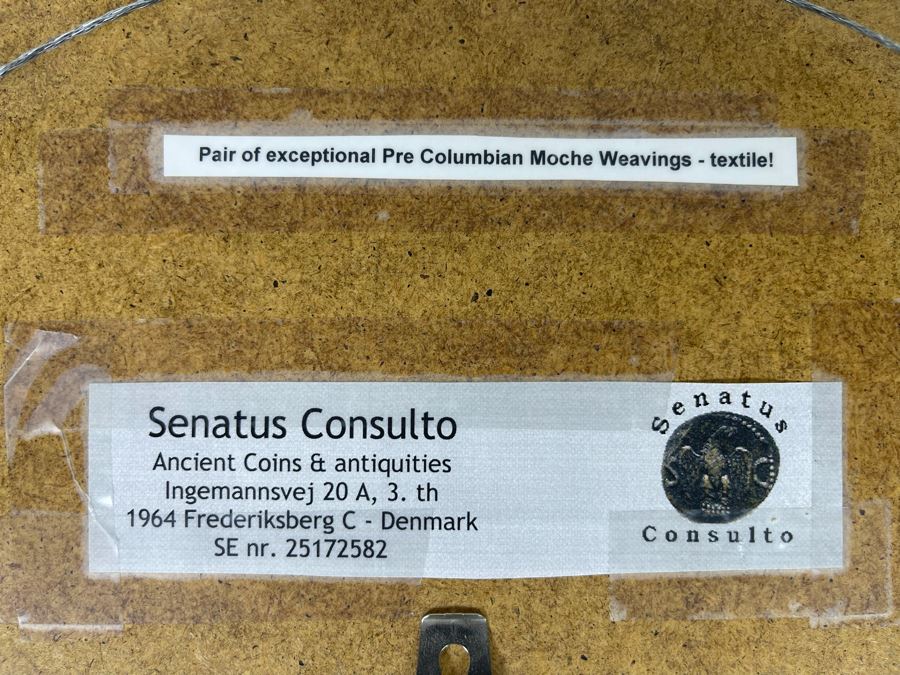 Pair of exceptional Pre Columbian Moche Weavings - textile!
Senatus Consulto
Ancient Coins & antiquities
Ingemannsvej 20 A, 3. th
1964 Frederiksberg C - Denmark
SE nr. 25172582
Senatus
Consulto